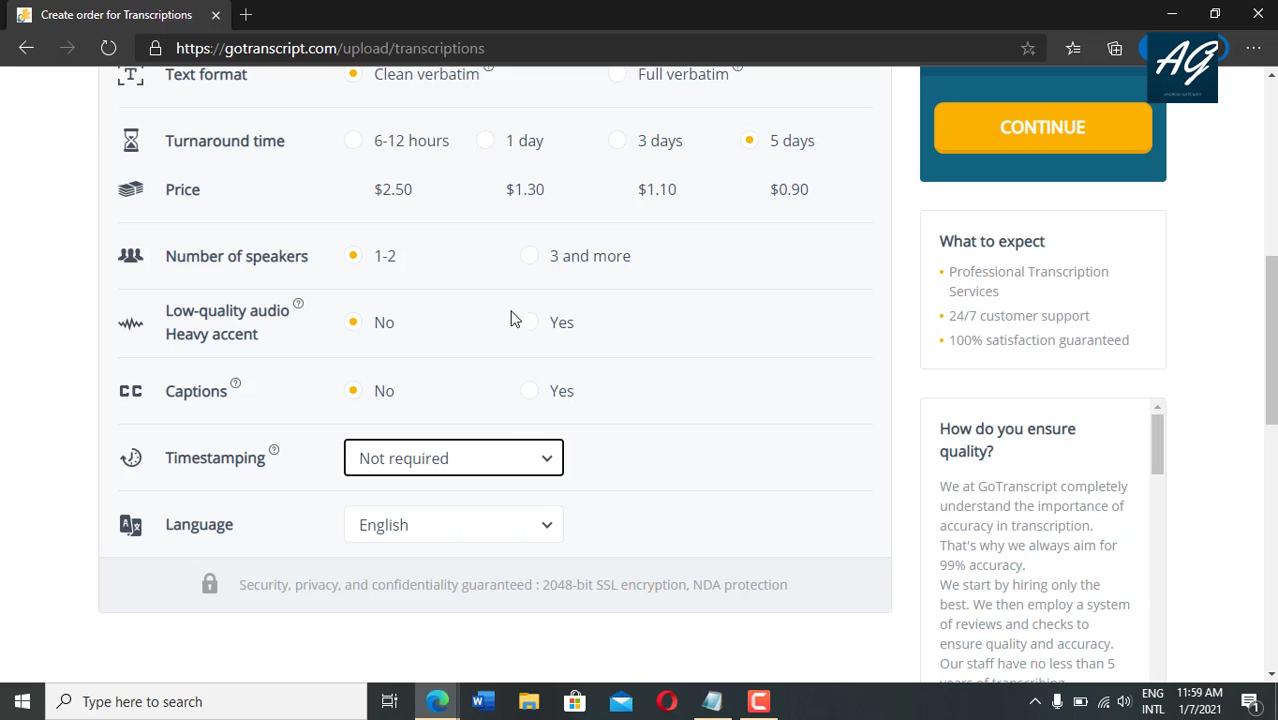 Create order for Transcriptions
https://gotranscript.com/upload/transcriptions
AG
Text format Clean verbatim Full verbatim
Turnaround time 6-12 hours 1 day 3 days 5 days
Price $2.50 $1.30 $1.10 $0.90
Number of speakers 1-2 3 and more
Low-quality audio
Heavy accent
No Yes
CC Captions No Yes
Timestamping Not required
Language English
Security, privacy, and confidentiality guaranteed : 2048-bit SSL encryption, NDA protection
CONTINUE
What to expect
• Professional Transcription
Services
• 24/7 customer support
• 100% satisfaction guaranteed
How do you ensure
quality?
We at GoTranscript completely
understand the importance of
accuracy in transcription.
That's why we always aim for
99% accuracy.
We start by hiring only the
best. We then employ a system
of reviews and checks to
ensure quality and accuracy.
Our staff have no less than 5
years of transcribing
Type here to search
ENG
INTL
11:59 AM
1/7/2021